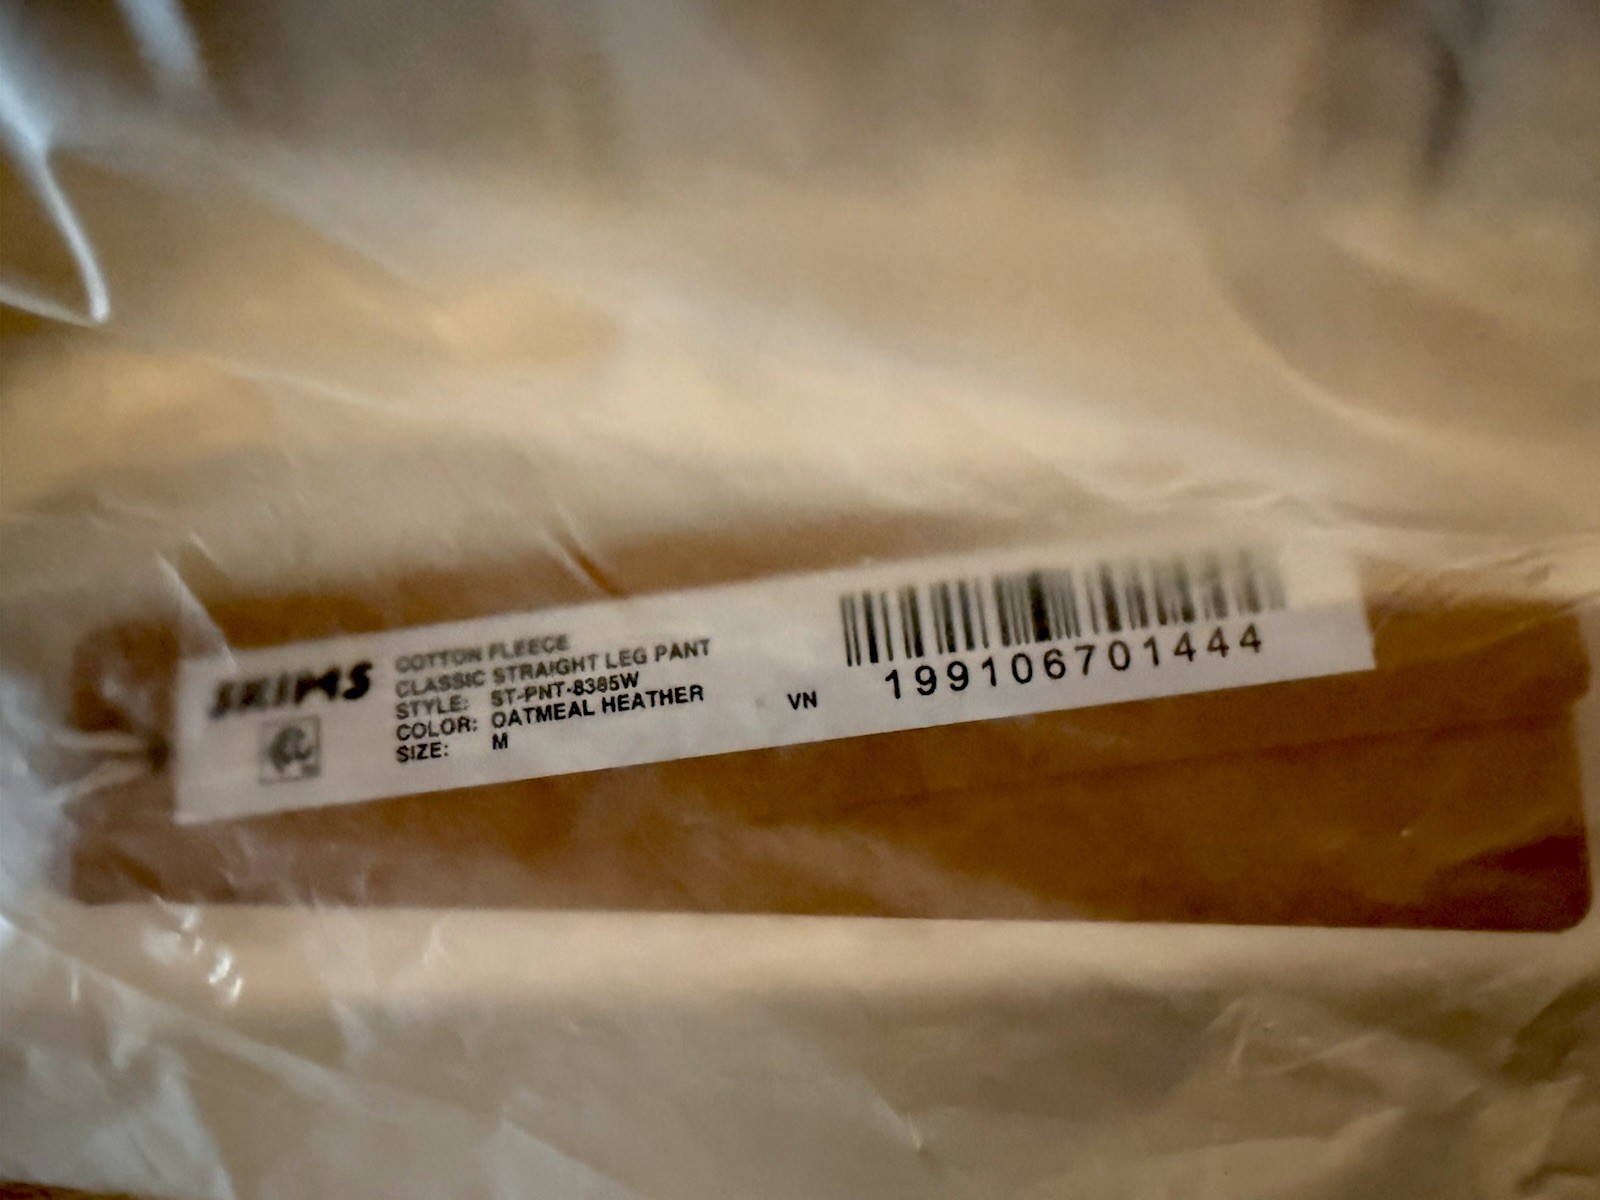 SKIMS
COTTON FLEECE
CLASSIC STRAIGHT LEG PANT
STYLE: ST-PNT-8385W
COLOR: OATMEAL HEATHER
SIZE: M
VN
199106701444